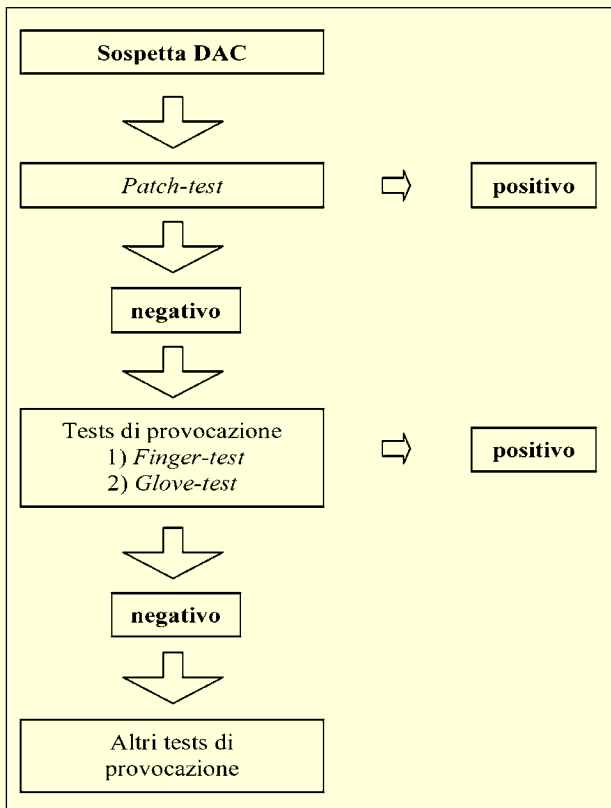 Sospetta DAC
Patch-test
positivo
negativo
Tests di provocazione
1) Finger-test
2) Glove-test
positivo
negativo
Altri tests di
provocazione